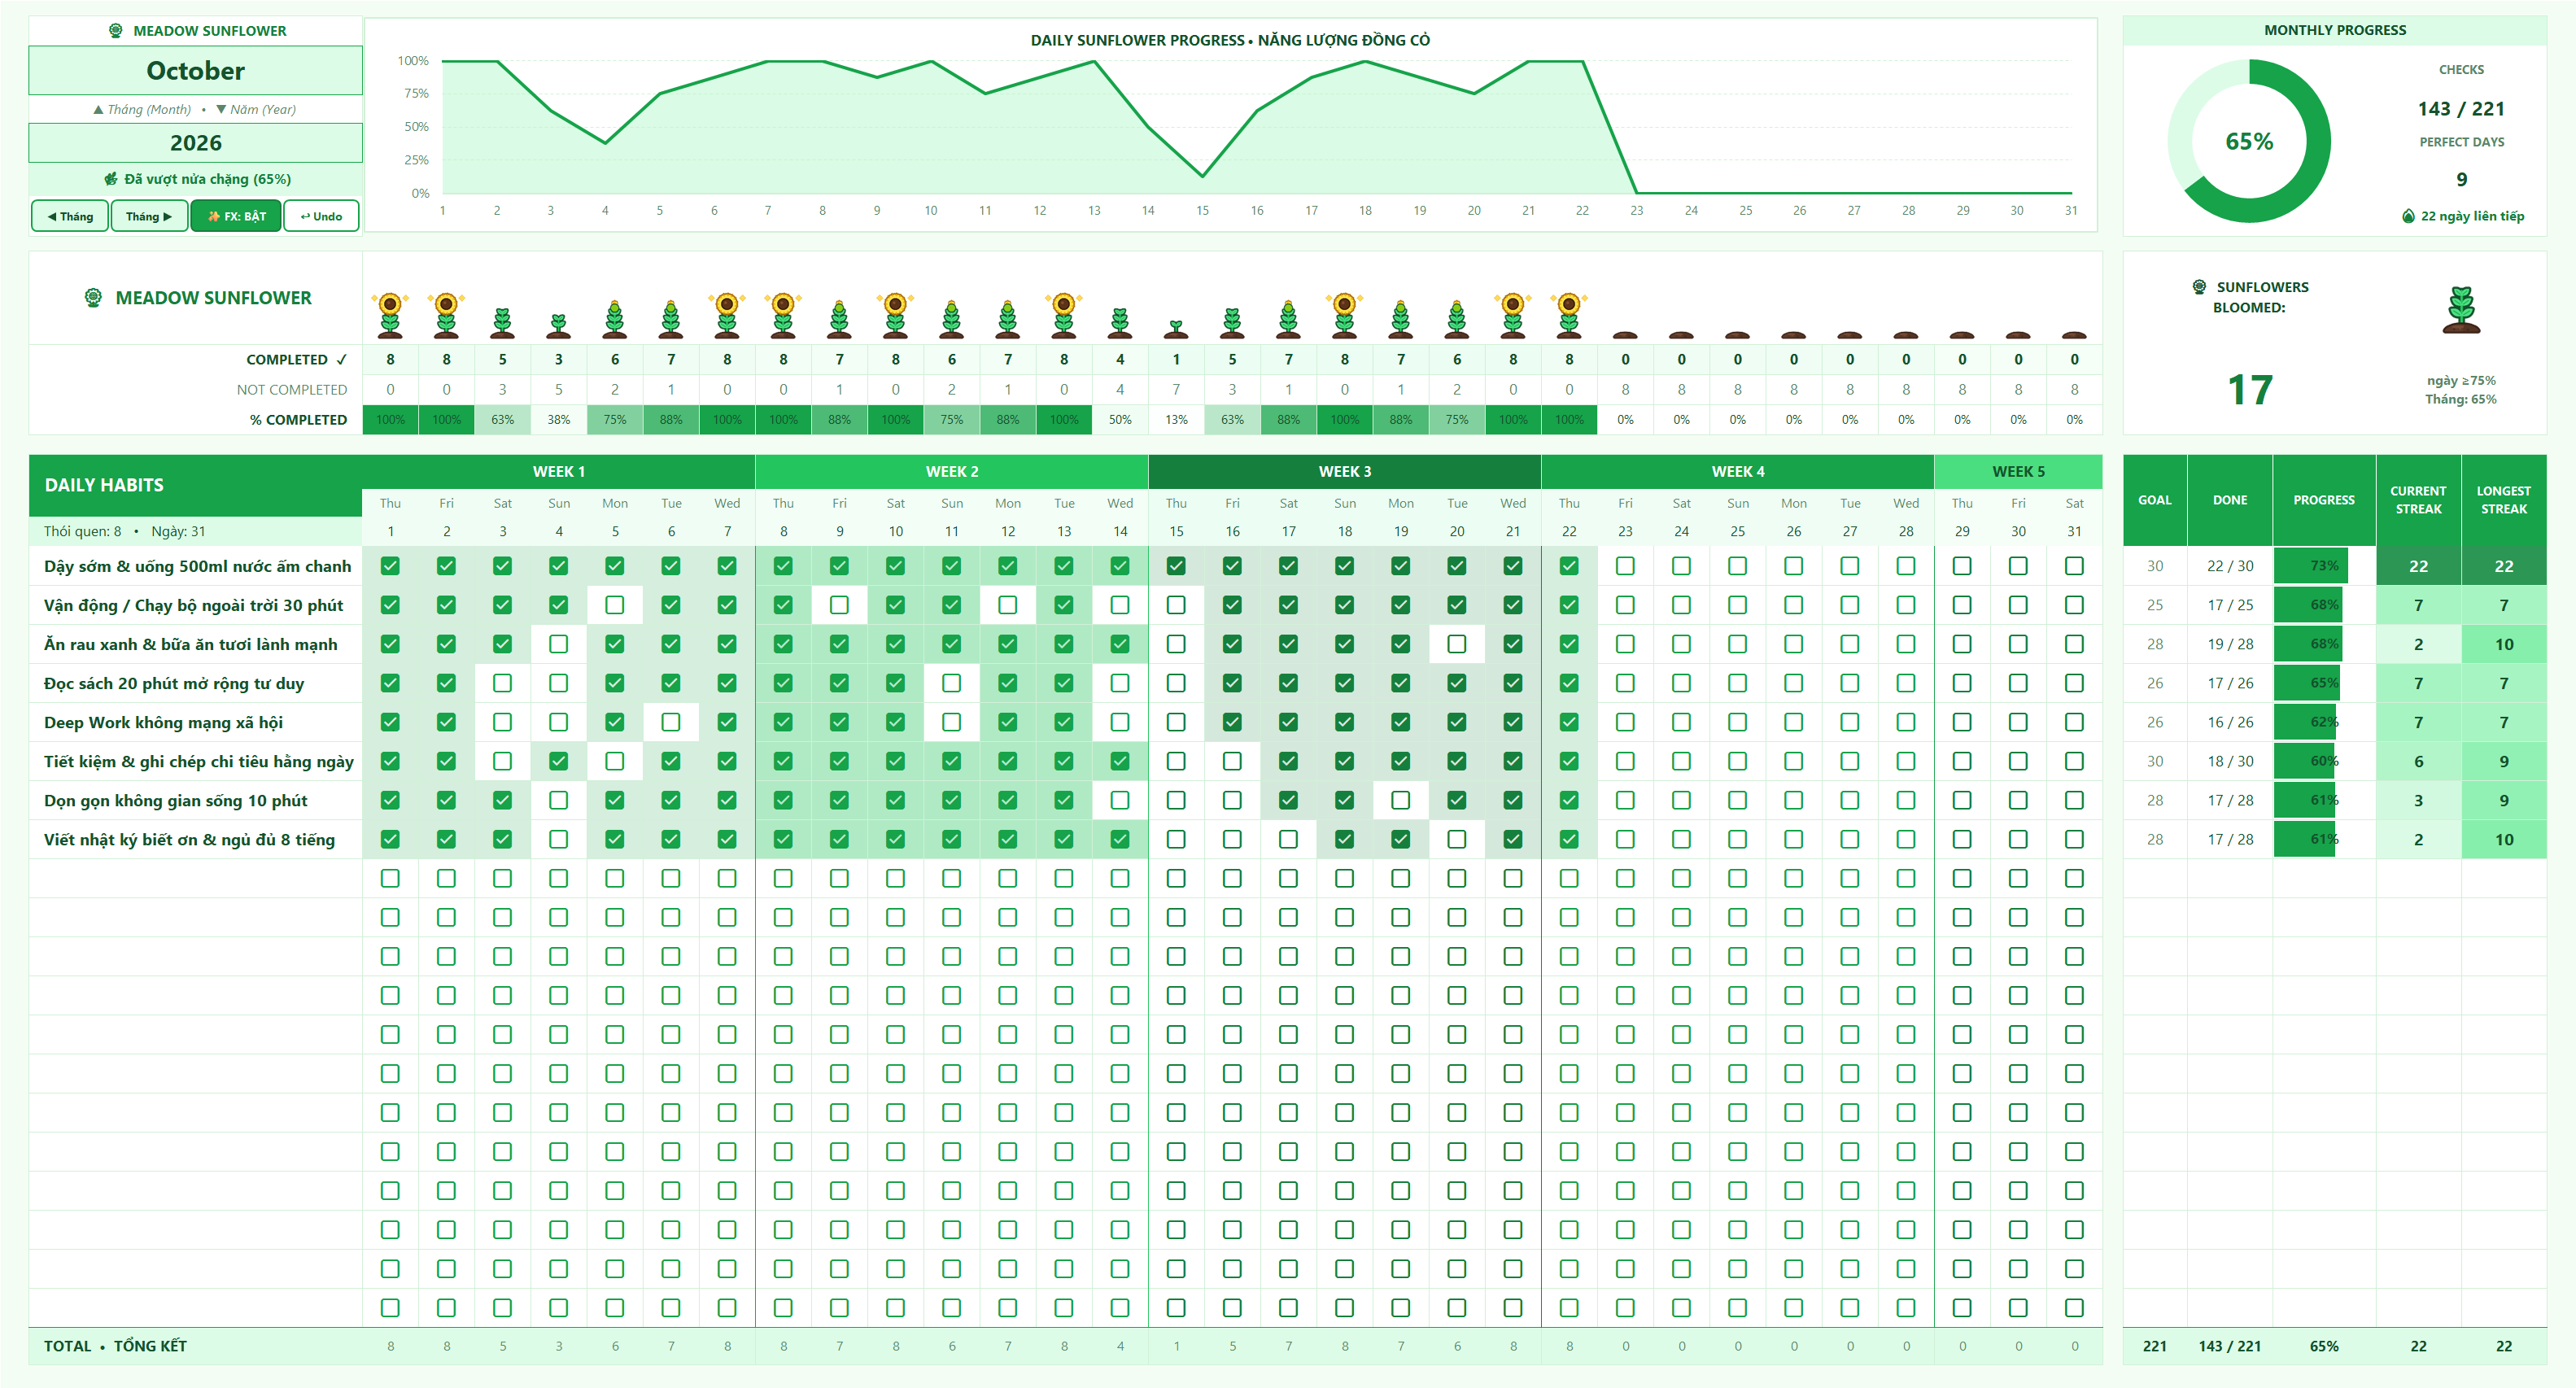 MEADOW SUNFLOWER
October
▲ Tháng (Month) • ▼ Năm (Year)
2026
Đã vượt nửa chặng (65%)
◀ Tháng Tháng ▶ FX: BẬT ↩ Undo
DAILY SUNFLOWER PROGRESS • NĂNG LƯỢNG ĐỒNG CỎ
100%
75%
50%
25%
0%
1 2 3 4 5 6 7 8 9 10 11 12 13 14 15 16 17 18 19 20 21 22 23 24 25 26 27 28 29 30 31
MONTHLY PROGRESS
65%
CHECKS
143 / 221
PERFECT DAYS
9
22 ngày liên tiếp
MEADOW SUNFLOWER
COMPLETED ✓ 8 8 5 3 6 7 8 8 7 8 6 7 8 4 1 5 7 8 7 6 8 8 0 0 0 0 0 0 0 0 0
NOT COMPLETED 0 0 3 5 2 1 0 0 1 0 2 1 0 4 7 3 1 0 1 2 0 0 8 8 8 8 8 8 8 8 8
% COMPLETED 100% 100% 63% 38% 75% 88% 100% 100% 88% 100% 75% 88% 100% 50% 13% 63% 88% 100% 88% 75% 100% 100% 0% 0% 0% 0% 0% 0% 0% 0% 0%
SUNFLOWERS
BLOOMED:
17
ngày ≥75%
Tháng: 65%
DAILY HABITS WEEK 1 WEEK 2 WEEK 3 WEEK 4 WEEK 5
Thu Fri Sat Sun Mon Tue Wed Thu Fri Sat Sun Mon Tue Wed Thu Fri Sat Sun Mon Tue Wed Thu Fri Sat Sun Mon Tue Wed Thu Fri Sat
Thói quen: 8 • Ngày: 31 1 2 3 4 5 6 7 8 9 10 11 12 13 14 15 16 17 18 19 20 21 22 23 24 25 26 27 28 29 30 31
GOAL DONE PROGRESS CURRENT STREAK LONGEST STREAK
Dậy sớm & uống 500ml nước ấm chanh 30 22 / 30 73% 22 22
Vận động / Chạy bộ ngoài trời 30 phút 25 17 / 25 68% 7 7
Ăn rau xanh & bữa ăn tươi lành mạnh 28 19 / 28 68% 2 10
Đọc sách 20 phút mở rộng tư duy 26 17 / 26 65% 7 7
Deep Work không mạng xã hội 26 16 / 26 62% 7 7
Tiết kiệm & ghi chép chi tiêu hằng ngày 30 18 / 30 60% 6 9
Dọn gọn không gian sống 10 phút 28 17 / 28 61% 3 9
Viết nhật ký biết ơn & ngủ đủ 8 tiếng 28 17 / 28 61% 2 10
TOTAL • TỔNG KẾT 8 8 5 3 6 7 8 8 7 8 6 7 8 4 1 5 7 8 7 6 8 8 0 0 0 0 0 0 0 0 0 221 143 / 221 65% 22 22